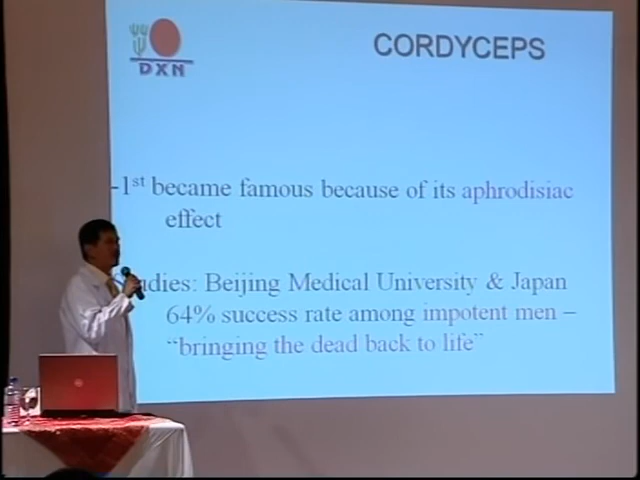 CORDYCEPS
DXN
-1st became famous because of its aphrodisiac
effect
udies: Beijing Medical University & Japan
64% success rate among impotent men –
“bringing the dead back to life”